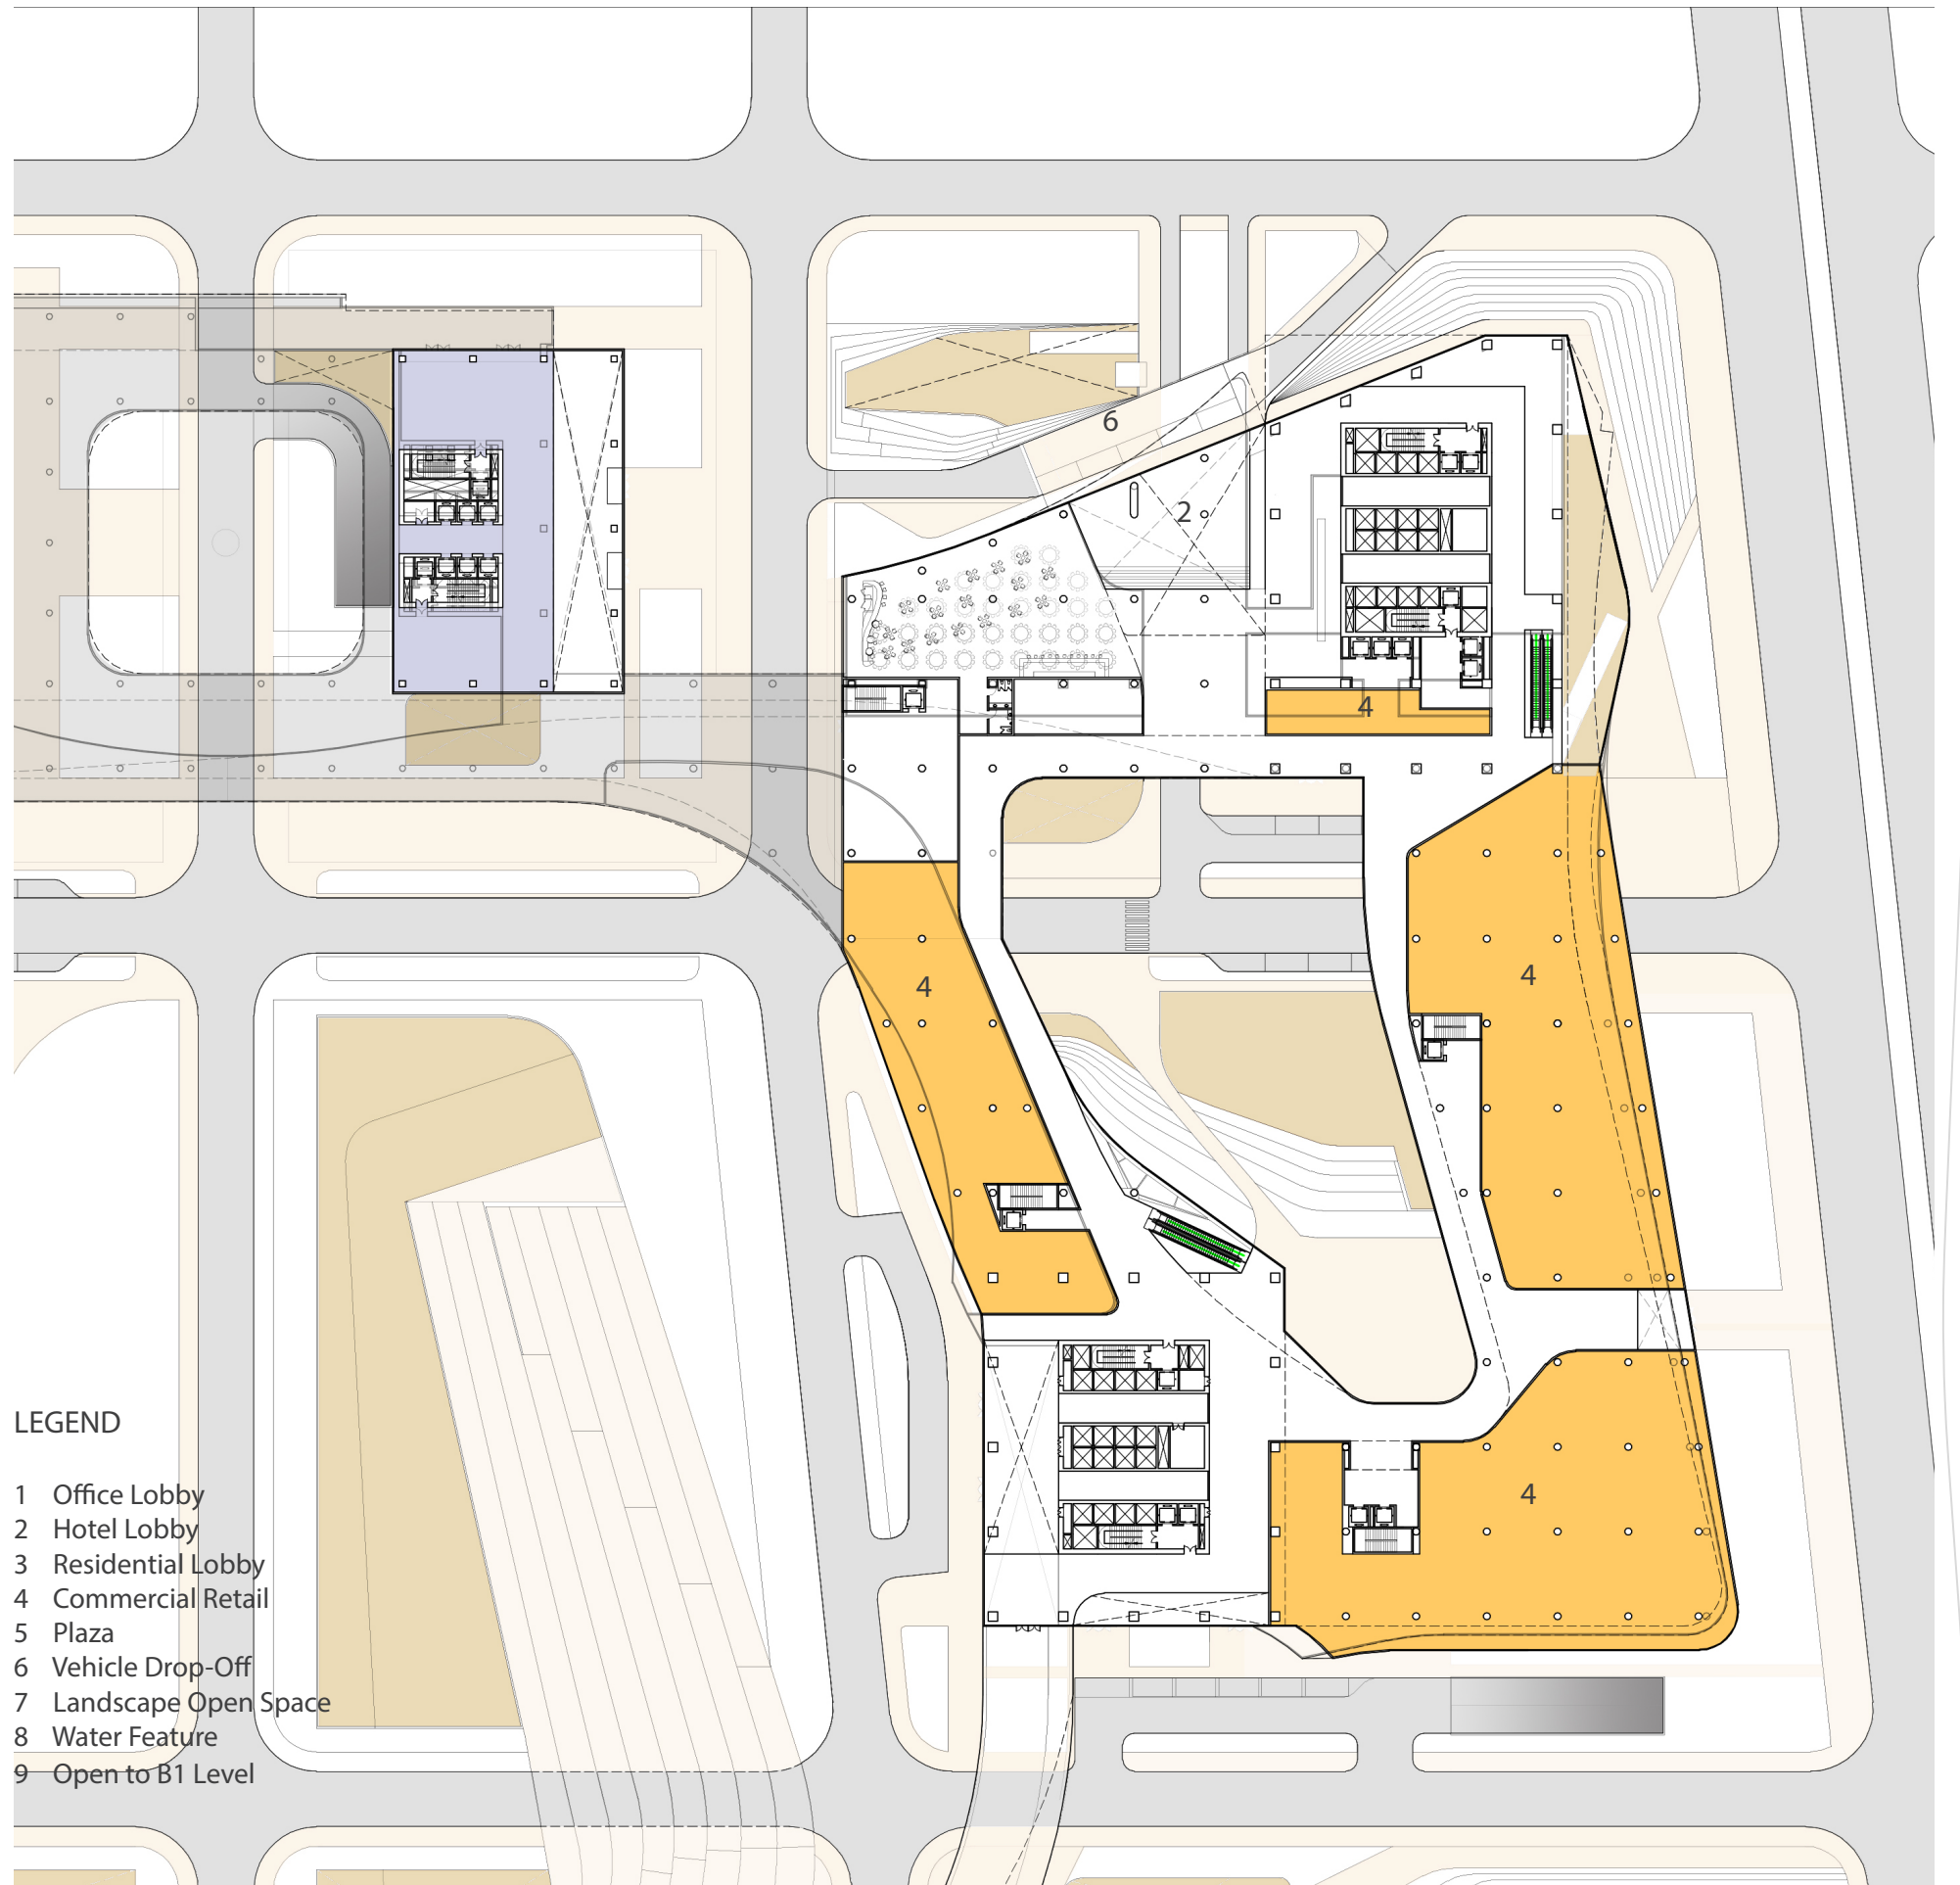 6
2
4
4
4
4
LEGEND
1 Office Lobby
2 Hotel Lobby
3 Residential Lobby
4 Commercial Retail
5 Plaza
6 Vehicle Drop-Off
7 Landscape Open Space
8 Water Feature
9 Open to B1 Level